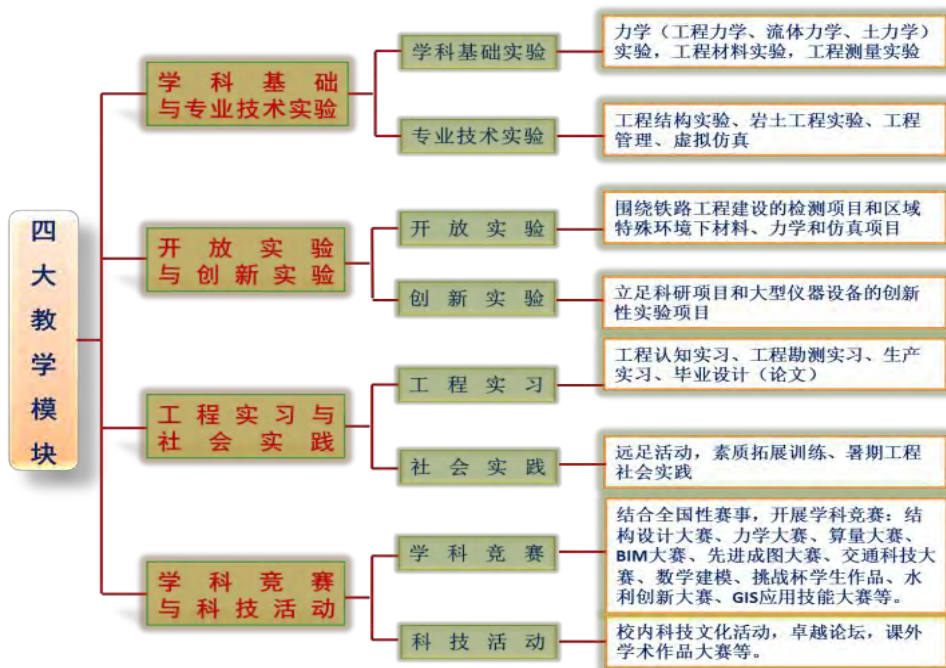 四大教学模块
学科基础
与专业技术实验
学科基础实验
力学（工程力学、流体力学、土力学）
实验，工程材料实验，工程测量实验
专业技术实验
工程结构实验、岩土工程实验、工程
管理、虚拟仿真
开放实验
与创新实验
开放实验
围绕铁路工程建设的检测项目和区域
特殊环境下材料、力学和仿真项目
创新实验
立足科研项目和大型仪器设备的创新
性实验项目
工程实习与
社会实践
工程实习
工程认知实习、工程勘测实习、生产
实习、毕业设计（论文）
社会实践
远足活动，素质拓展训练、暑期工程
社会实践
学科竞赛
与科技活动
学科竞赛
结合全国性赛事，开展学科竞赛：结
构设计大赛、力学大赛、算量大赛、
BIM大赛、先进成图大赛、交通科技大
赛、数学建模、挑战杯学生作品、水
利创新大赛、GIS应用技能大赛等。
科技活动
校内科技文化活动，卓越论坛，课外
学术作品大赛等。